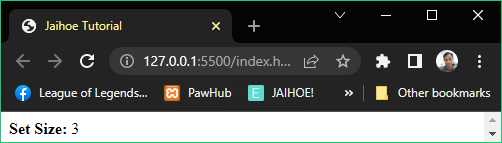 Jaihoe Tutorial
127.0.0.1:5500/index.h...
League of Legends... PawHub E JAIHOE! » Other bookmarks
Set Size: 3